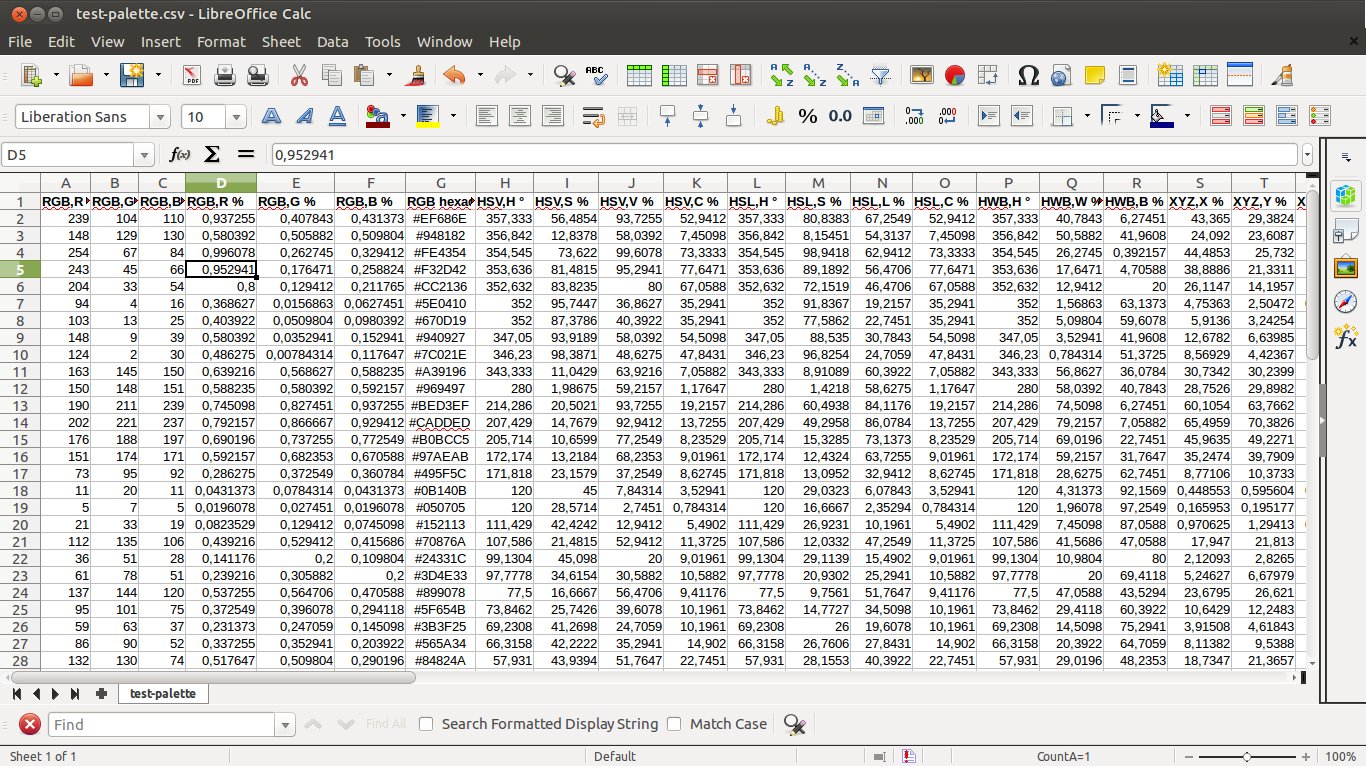 test-palette.csv - LibreOffice Calc
File Edit View Insert Format Sheet Data Tools Window Help
Liberation Sans 10
D5 0,952941
A B C D E F G H I J K L M N O P Q R S T
1 RGB,R RGB,G RGB,B RGB,R % RGB,G % RGB,B % RGB hexa HSV,H ° HSV,S % HSV,V % HSV,C % HSL,H ° HSL,S % HSL,L % HSL,C % HWB,H ° HWB,W % HWB,B % XYZ,X % XYZ,Y % X
2 239 104 110 0,937255 0,407843 0,431373 #EF686E 357,333 56,4854 93,7255 52,9412 357,333 80,8383 67,2549 52,9412 357,333 40,7843 6,27451 43,365 29,3824
3 148 129 130 0,580392 0,505882 0,509804 #948182 356,842 12,8378 58,0392 7,45098 356,842 8,15451 54,3137 7,45098 356,842 50,5882 41,9608 24,092 23,6087
4 254 67 84 0,996078 0,262745 0,329412 #FE4354 354,545 73,622 99,6078 73,3333 354,545 98,9418 62,9412 73,3333 354,545 26,2745 0,392157 44,4853 25,732
5 243 45 66 0,952941 0,176471 0,258824 #F32D42 353,636 81,4815 95,2941 77,6471 353,636 89,1892 56,4706 77,6471 353,636 17,6471 4,70588 38,8886 21,3311
6 204 33 54 0,8 0,129412 0,211765 #CC2136 352,632 83,8235 80 67,0588 352,632 72,1519 46,4706 67,0588 352,632 12,9412 20 26,1147 14,1957
7 94 4 16 0,368627 0,0156863 0,0627451 #5E0410 352 95,7447 36,8627 35,2941 352 91,8367 19,2157 35,2941 352 1,56863 63,1373 4,75363 2,50472
8 103 13 25 0,403922 0,0509804 0,0980392 #670D19 352 87,3786 40,3922 35,2941 352 77,5862 22,7451 35,2941 352 5,09804 59,6078 5,9136 3,24254
9 148 9 39 0,580392 0,0352941 0,152941 #940927 347,05 93,9189 58,0392 54,5098 347,05 88,535 30,7843 54,5098 347,05 3,52941 41,9608 12,6782 6,63985
10 124 2 30 0,486275 0,00784314 0,117647 #7C021E 346,23 98,3871 48,6275 47,8431 346,23 96,8254 24,7059 47,8431 346,23 0,784314 51,3725 8,56929 4,42367
11 163 145 150 0,639216 0,568627 0,588235 #A39196 343,333 11,0429 63,9216 7,05882 343,333 8,91089 60,3922 7,05882 343,333 56,8627 36,0784 30,7342 30,2399
12 150 148 151 0,588235 0,580392 0,592157 #969497 280 1,98675 59,2157 1,17647 280 1,4218 58,6275 1,17647 280 58,0392 40,7843 28,7526 29,8982
13 190 211 239 0,745098 0,827451 0,937255 #BED3EF 214,286 20,5021 93,7255 19,2157 214,286 60,4938 84,1176 19,2157 214,286 74,5098 6,27451 60,1054 63,7662
14 202 221 237 0,792157 0,866667 0,929412 #CADDED 207,429 14,7679 92,9412 13,7255 207,429 49,2958 86,0784 13,7255 207,429 79,2157 7,05882 65,4959 70,3826
15 176 188 197 0,690196 0,737255 0,772549 #B0BCC5 205,714 10,6599 77,2549 8,23529 205,714 15,3285 73,1373 8,23529 205,714 69,0196 22,7451 45,9635 49,2271
16 151 174 171 0,592157 0,682353 0,670588 #97AEAB 172,174 13,2184 68,2353 9,01961 172,174 12,4324 63,7255 9,01961 172,174 59,2157 31,7647 35,2474 39,7909
17 73 95 92 0,286275 0,372549 0,360784 #495F5C 171,818 23,1579 37,2549 8,62745 171,818 13,0952 32,9412 8,62745 171,818 28,6275 62,7451 8,77106 10,3733
18 11 20 11 0,0431373 0,0784314 0,0431373 #0B140B 120 45 7,84314 3,52941 120 29,0323 6,07843 3,52941 120 4,31373 92,1569 0,448553 0,595604
19 5 7 5 0,0196078 0,027451 0,0196078 #050705 120 28,5714 2,7451 0,784314 120 16,6667 2,35294 0,784314 120 1,96078 97,2549 0,165953 0,195177
20 21 33 19 0,0823529 0,129412 0,0745098 #152113 111,429 42,4242 12,9412 5,4902 111,429 26,9231 10,1961 5,4902 111,429 7,45098 87,0588 0,970625 1,29413
21 112 135 106 0,439216 0,529412 0,415686 #70876A 107,586 21,4815 52,9412 11,3725 107,586 12,0332 47,2549 11,3725 107,586 41,5686 47,0588 17,947 21,813
22 36 51 28 0,141176 0,2 0,109804 #24331C 99,1304 45,098 20 9,01961 99,1304 29,1139 15,4902 9,01961 99,1304 10,9804 80 2,12093 2,8265
23 61 78 51 0,239216 0,305882 0,2 #3D4E33 97,7778 34,6154 30,5882 10,5882 97,7778 20,9302 25,2941 10,5882 97,7778 20 69,4118 5,24627 6,67979
24 137 144 120 0,537255 0,564706 0,470588 #899078 77,5 16,6667 56,4706 9,41176 77,5 9,7561 51,7647 9,41176 77,5 47,0588 43,5294 23,6795 26,621
25 95 101 75 0,372549 0,396078 0,294118 #5F654B 73,8462 25,7426 39,6078 10,1961 73,8462 14,7727 34,5098 10,1961 73,8462 29,4118 60,3922 10,6429 12,2483
26 59 63 37 0,231373 0,247059 0,145098 #3B3F25 69,2308 41,2698 24,7059 10,1961 69,2308 26 19,6078 10,1961 69,2308 14,5098 75,2941 3,91508 4,61843
27 86 90 52 0,337255 0,352941 0,203922 #565A34 66,3158 42,2222 35,2941 14,902 66,3158 26,7606 27,8431 14,902 66,3158 20,3922 64,7059 8,11382 9,5388
28 132 130 74 0,517647 0,509804 0,290196 #84824A 57,931 43,9394 51,7647 22,7451 57,931 28,1553 40,3922 22,7451 57,931 29,0196 48,2353 18,7347 21,3657
test-palette
Find Find All Search Formatted Display String Match Case
Sheet 1 of 1 Default CountA=1 100%